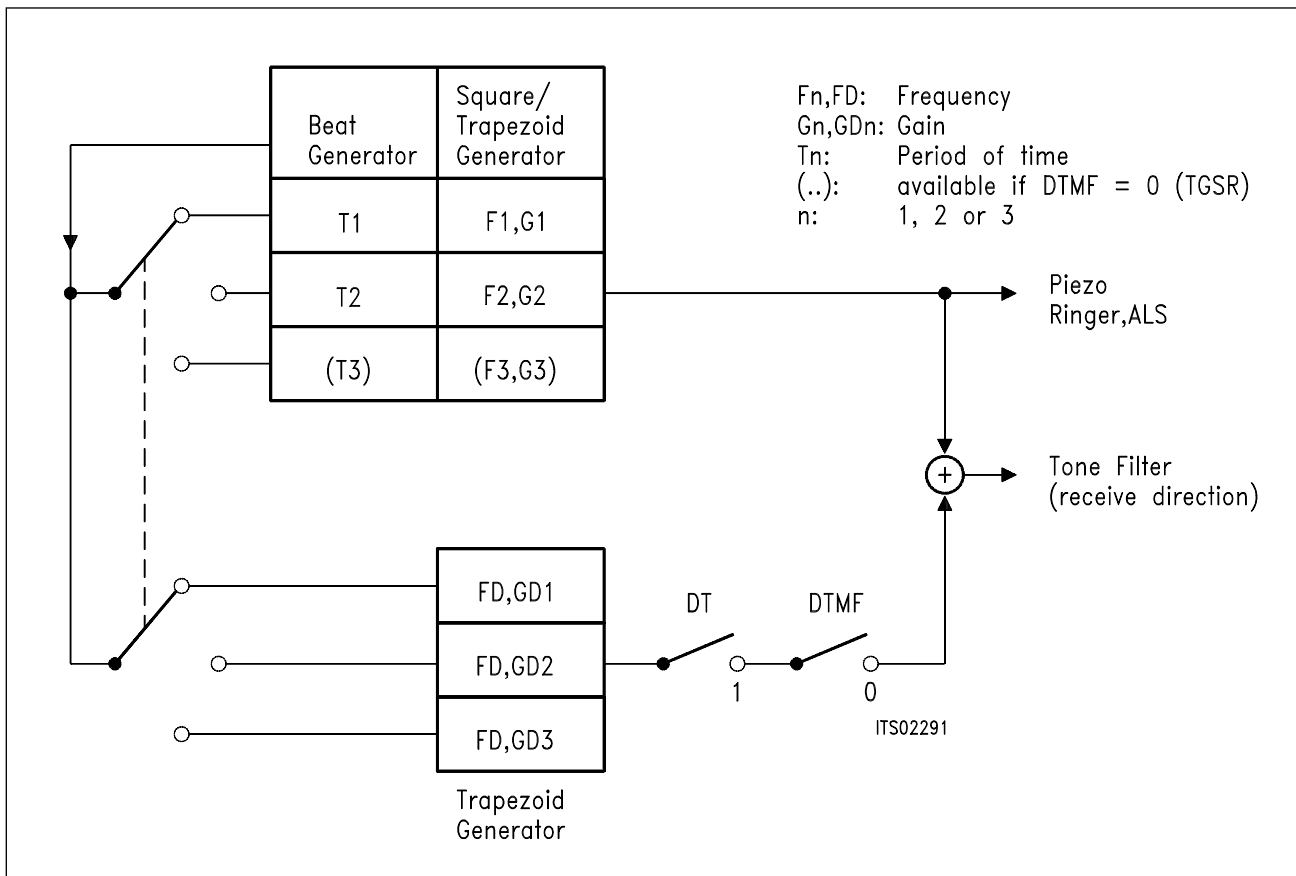 Beat
Generator
Square/
Trapezoid
Generator
T1
F1,G1
T2
F2,G2
(T3)
(F3,G3)
Fn,FD: Frequency
Gn,GDn: Gain
Tn: Period of time
(..): available if DTMF = 0 (TGSR)
n: 1, 2 or 3
Piezo
Ringer,ALS
+
Tone Filter
(receive direction)
FD,GD1
FD,GD2
FD,GD3
DT
DTMF
1
0
ITS02291
Trapezoid
Generator